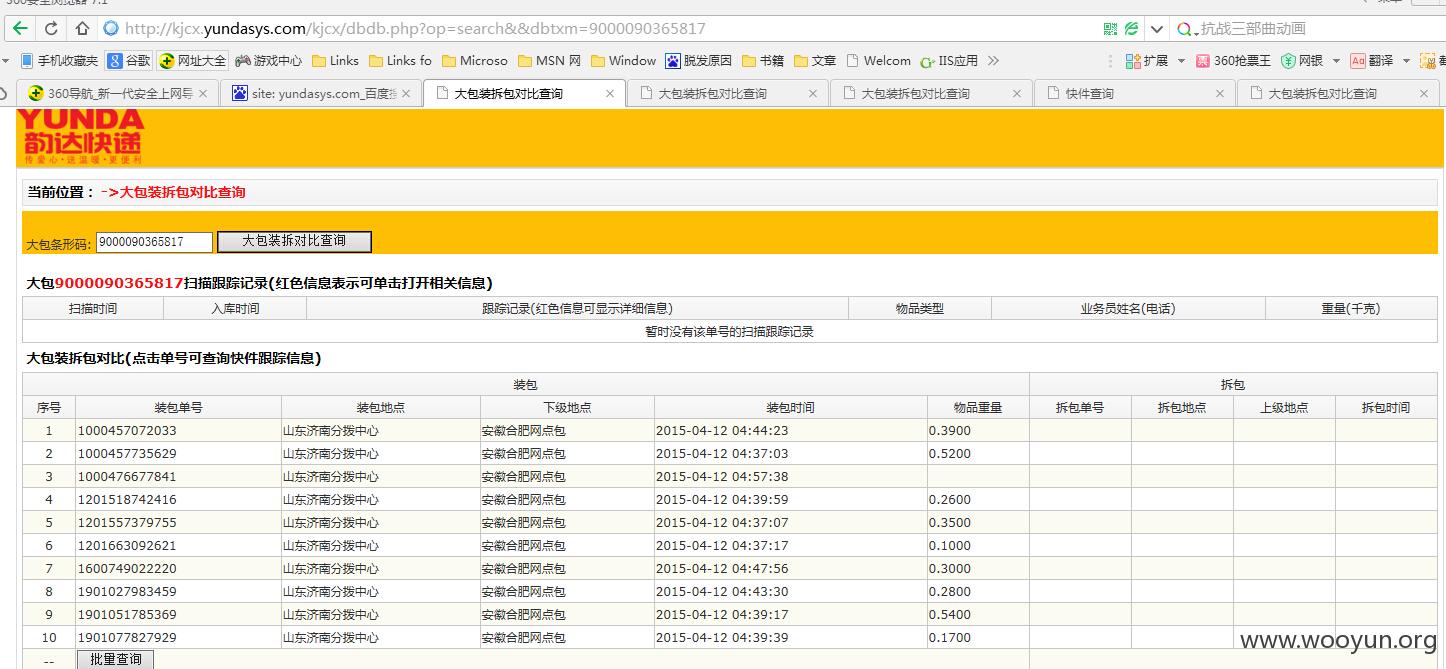 360安全浏览器 7.1
http://kjcx.yundasys.com/kjcx/dbdb.php?op=search&&dbtxm=9000090365817 抗战三部曲动画
手机收藏夹 谷歌 网址大全 游戏中心 Links Links fo Microso MSN 网 Window 脱发原因 书籍 文章 Welcom IIS应用 扩展 360抢票王 网银 翻译
360导航_新一代安全上网导 site: yundasys.com_百度搜 大包装拆包对比查询 大包装拆包对比查询 大包装拆包对比查询 快件查询 大包装拆包对比查询
YUNDA
韵达快递
传爱心·送温暖·更便利
当前位置： ->大包装拆包对比查询
大包条形码: 9000090365817 大包装拆对比查询
大包9000090365817扫描跟踪记录(红色信息表示可单击打开相关信息)
扫描时间 入库时间 跟踪记录(红色信息可显示详细信息) 物品类型 业务员姓名(电话) 重量(千克)
暂时没有该单号的扫描跟踪记录
大包装拆包对比(点击单号可查询快件跟踪信息)
装包 拆包
序号 装包单号 装包地点 下级地点 装包时间 物品重量 拆包单号 拆包地点 上级地点 拆包时间
1 1000457072033 山东济南分拨中心 安徽合肥网点包 2015-04-12 04:44:23 0.3900
2 1000457735629 山东济南分拨中心 安徽合肥网点包 2015-04-12 04:37:03 0.5200
3 1000476677841 山东济南分拨中心 安徽合肥网点包 2015-04-12 04:57:38
4 1201518742416 山东济南分拨中心 安徽合肥网点包 2015-04-12 04:39:59 0.2600
5 1201557379755 山东济南分拨中心 安徽合肥网点包 2015-04-12 04:37:07 0.3500
6 1201663092621 山东济南分拨中心 安徽合肥网点包 2015-04-12 04:37:17 0.1000
7 1600749022220 山东济南分拨中心 安徽合肥网点包 2015-04-12 04:47:56 0.3000
8 1901027983459 山东济南分拨中心 安徽合肥网点包 2015-04-12 04:43:30 0.2800
9 1901051785369 山东济南分拨中心 安徽合肥网点包 2015-04-12 04:39:17 0.5400
10 1901077827929 山东济南分拨中心 安徽合肥网点包 2015-04-12 04:39:39 0.1700
-- 批量查询
www.wooyun.org